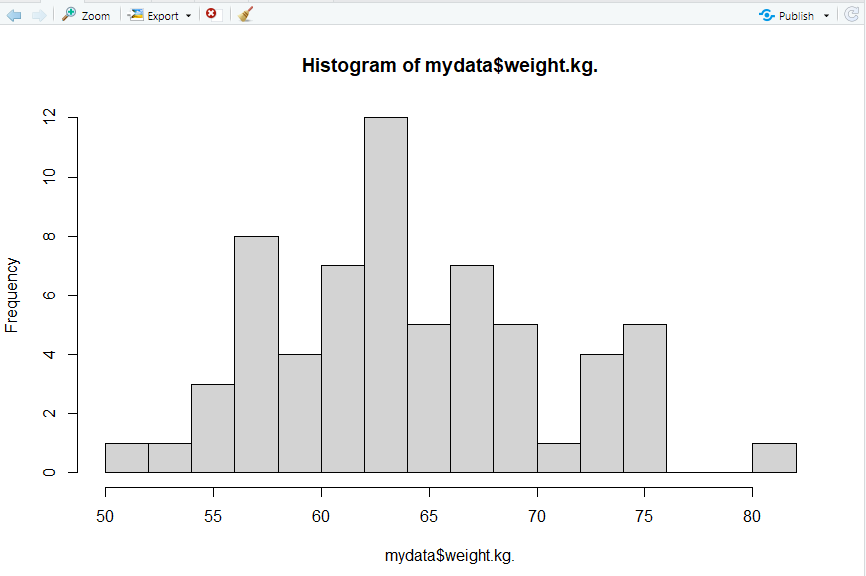 Zoom Export Publish
Histogram of mydata$weight.kg.
12
10
8
6
4
2
0
Frequency
50 55 60 65 70 75 80
mydata$weight.kg.